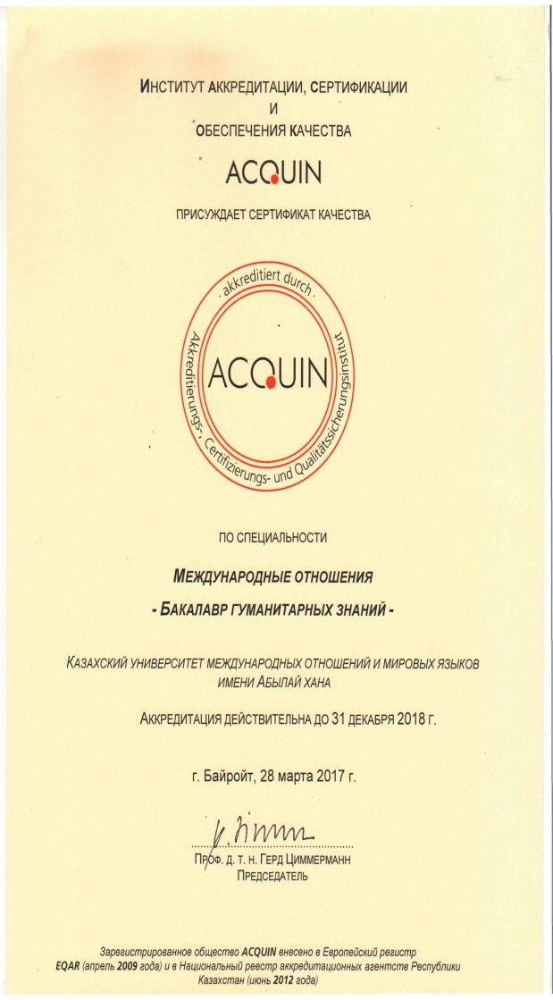 ИНСТИТУТ АККРЕДИТАЦИИ, СЕРТИФИКАЦИИ
И
ОБЕСПЕЧЕНИЯ КАЧЕСТВА
ACQUIN
ПРИСУЖДАЕТ СЕРТИФИКАТ КАЧЕСТВА
· akkreditiert durch ·
ACQUIN
Akkreditierungs-, Certifizierungs- und Qualitätssicherungsinstitut
ПО СПЕЦИАЛЬНОСТИ
МЕЖДУНАРОДНЫЕ ОТНОШЕНИЯ
- БАКАЛАВР ГУМАНИТАРНЫХ ЗНАНИЙ -
КАЗАХСКИЙ УНИВЕРСИТЕТ МЕЖДУНАРОДНЫХ ОТНОШЕНИЙ И МИРОВЫХ ЯЗЫКОВ
ИМЕНИ АБЫЛАЙ ХАНА
АККРЕДИТАЦИЯ ДЕЙСТВИТЕЛЬНА ДО 31 ДЕКАБРЯ 2018 Г.
г. Байройт, 28 марта 2017 г.
ПРОФ. Д. Т. Н. ГЕРД ЦИММЕРМАНН
ПРЕДСЕДАТЕЛЬ
Зарегистрированное общество ACQUIN внесено в Европейский регистр
EQAR (апрель 2009 года) и в Национальный реестр аккредитационных агентств Республики
Казахстан (июнь 2012 года)